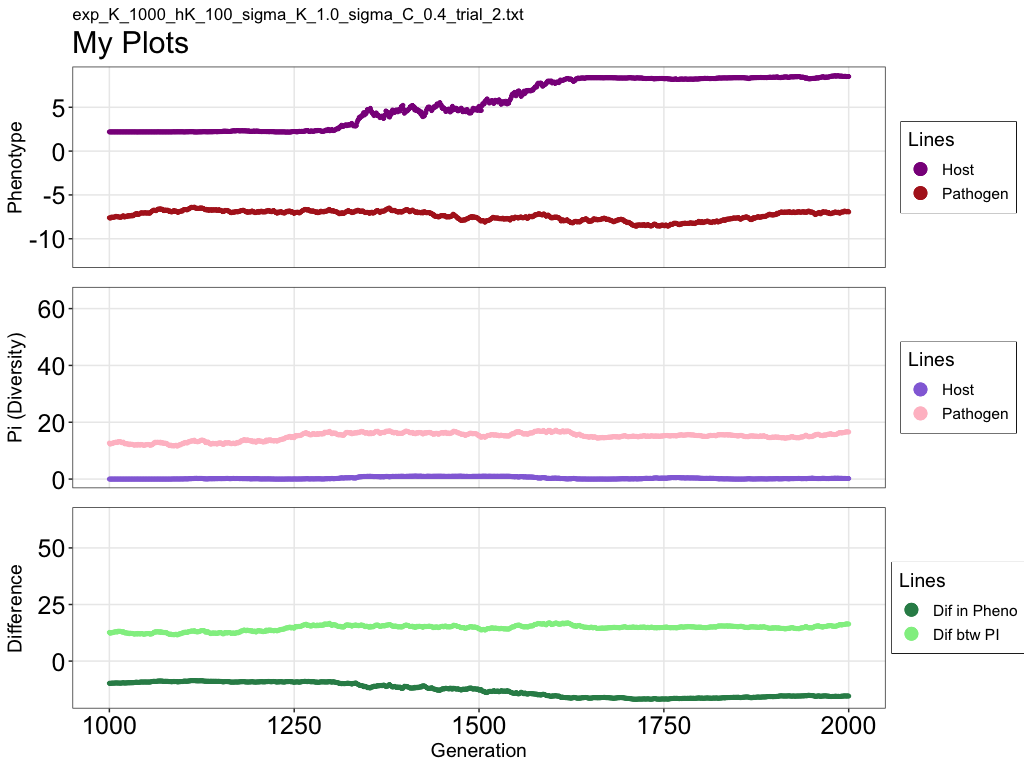 exp_K_1000_hK_100_sigma_K_1.0_sigma_C_0.4_trial_2.txt
My Plots
Phenotype
5
0
-5
-10
Lines
Host
Pathogen
Pi (Diversity)
60
40
20
0
Lines
Host
Pathogen
Difference
50
25
0
Lines
Dif in Pheno
Dif btw PI
1000 1250 1500 1750 2000
Generation